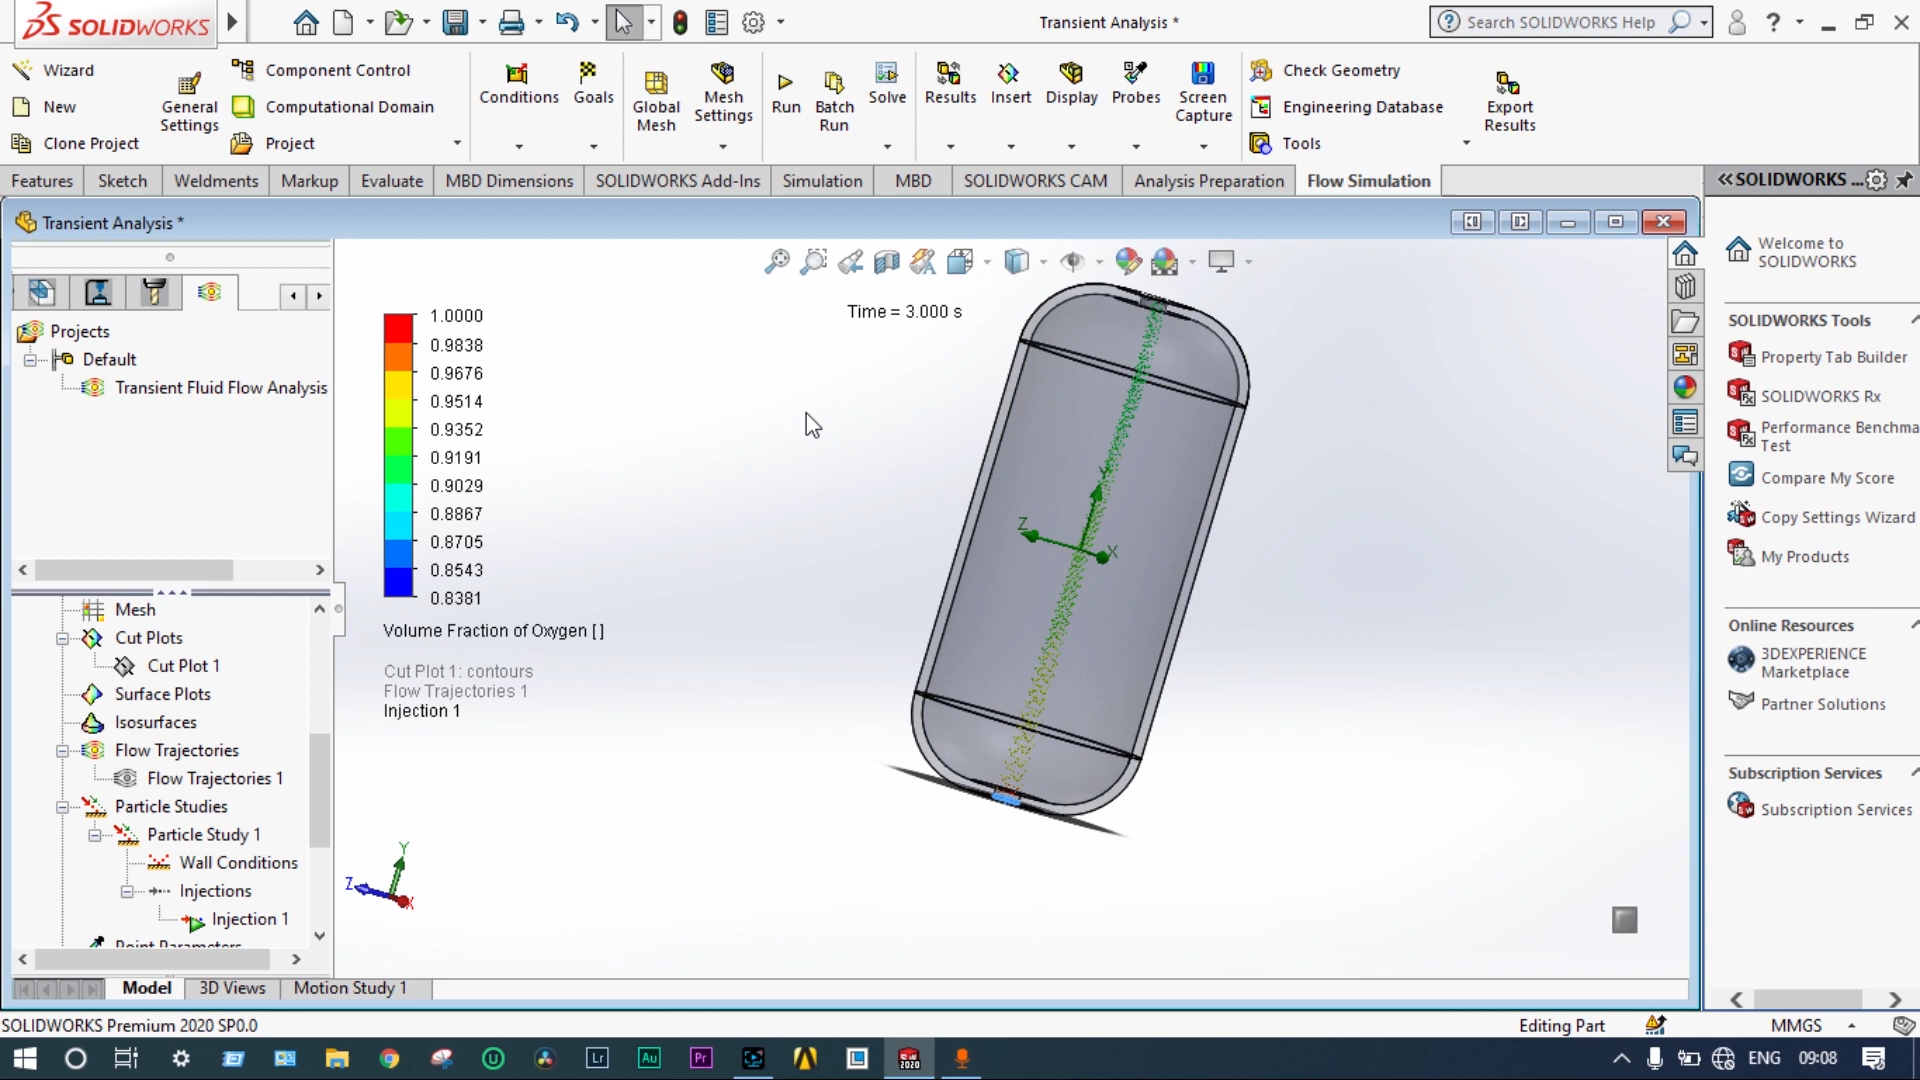 SOLIDWORKS
Transient Analysis *
Search SOLIDWORKS Help
?
Wizard
New
Clone Project
General Settings
Component Control
Computational Domain
Project
Conditions
Goals
Global Mesh
Mesh Settings
Run
Batch Run
Solve
Results
Insert
Display
Probes
Screen Capture
Check Geometry
Engineering Database
Tools
Export Results
Features
Sketch
Weldments
Markup
Evaluate
MBD Dimensions
SOLIDWORKS Add-Ins
Simulation
MBD
SOLIDWORKS CAM
Analysis Preparation
Flow Simulation
SOLIDWORKS ...
Transient Analysis *
Projects
Default
Transient Fluid Flow Analysis
Mesh
Cut Plots
Cut Plot 1
Surface Plots
Isosurfaces
Flow Trajectories
Flow Trajectories 1
Particle Studies
Particle Study 1
Wall Conditions
Injections
Injection 1
Point Parameters
1.0000
0.9838
0.9676
0.9514
0.9352
0.9191
0.9029
0.8867
0.8705
0.8543
0.8381
Volume Fraction of Oxygen [ ]
Cut Plot 1: contours
Flow Trajectories 1
Injection 1
Time = 3.000 s
Y
Z
X
Y
Z
X
Welcome to
SOLIDWORKS
SOLIDWORKS Tools
Property Tab Builder
SOLIDWORKS Rx
Performance Benchma
Test
Compare My Score
Copy Settings Wizard
My Products
Online Resources
3DEXPERIENCE
Marketplace
Partner Solutions
Subscription Services
Subscription Services
Model
3D Views
Motion Study 1
SOLIDWORKS Premium 2020 SP0.0
Editing Part
MMGS
Lr
Au
Pr
SW
2020
ENG
09:08